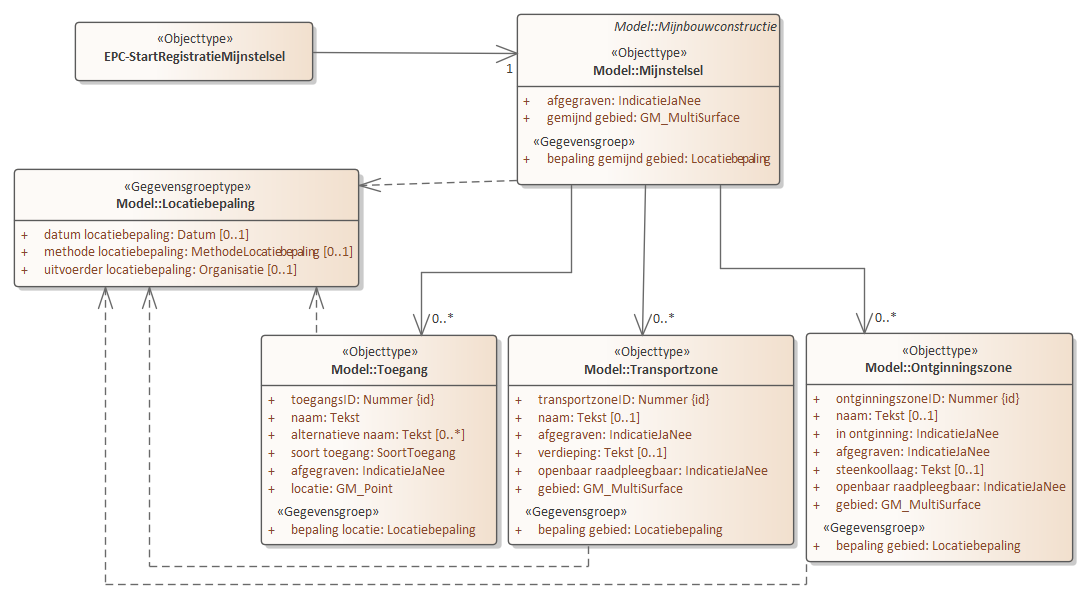 «Objecttype»
EPC-StartRegistratieMijnstelsel
1
Model::Mijnbouwconstructie
«Objecttype»
Model::Mijnstelsel
+ afgegraven: IndicatieJaNee
+ gemijnd gebied: GM_MultiSurface
«Gegevensgroep»
+ bepaling gemijnd gebied: Locatiebepaling
«Gegevensgroeptype»
Model::Locatiebepaling
+ datum locatiebepaling: Datum [0..1]
+ methode locatiebepaling: MethodeLocatiebepaling [0..1]
+ uitvoerder locatiebepaling: Organisatie [0..1]
0..*
0..*
0..*
«Objecttype»
Model::Toegang
+ toegangsID: Nummer {id}
+ naam: Tekst
+ alternatieve naam: Tekst [0..*]
+ soort toegang: SoortToegang
+ afgegraven: IndicatieJaNee
+ locatie: GM_Point
«Gegevensgroep»
+ bepaling locatie: Locatiebepaling
«Objecttype»
Model::Transportzone
+ transportzoneID: Nummer {id}
+ naam: Tekst [0..1]
+ afgegraven: IndicatieJaNee
+ verdieping: Tekst [0..1]
+ openbaar raadpleegbaar: IndicatieJaNee
+ gebied: GM_MultiSurface
«Gegevensgroep»
+ bepaling gebied: Locatiebepaling
«Objecttype»
Model::Ontginningszone
+ ontginningszoneID: Nummer {id}
+ naam: Tekst [0..1]
+ in ontginning: IndicatieJaNee
+ afgegraven: IndicatieJaNee
+ steenkoollaag: Tekst [0..1]
+ openbaar raadpleegbaar: IndicatieJaNee
+ gebied: GM_MultiSurface
«Gegevensgroep»
+ bepaling gebied: Locatiebepaling